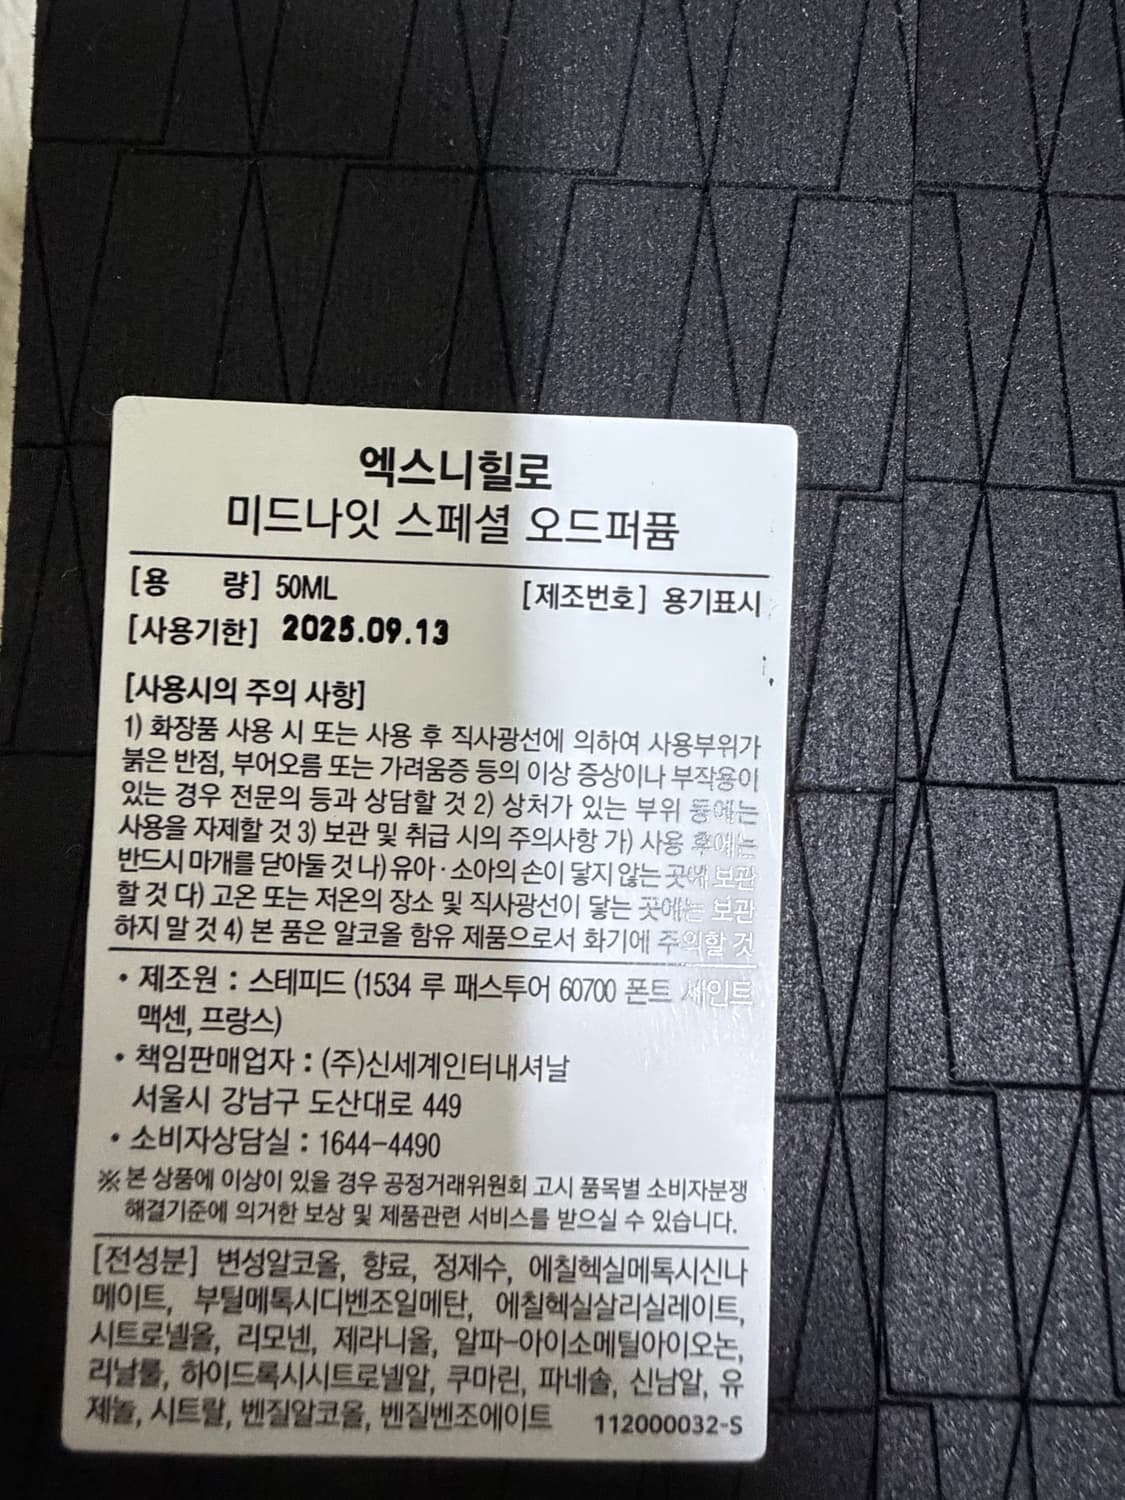 엑스니힐로
미드나잇 스페셜 오드퍼퓸
[용 량] 50ML [제조번호] 용기표시
[사용기한] 2025.09.13
[사용시의 주의 사항]
1) 화장품 사용 시 또는 사용 후 직사광선에 의하여 사용부위가
붉은 반점, 부어오름 또는 가려움증 등의 이상 증상이나 부작용이
있는 경우 전문의 등과 상담할 것 2) 상처가 있는 부위 등에는
사용을 자제할 것 3) 보관 및 취급 시의 주의사항 가) 사용 후에는
반드시 마개를 닫아둘 것 나) 유아·소아의 손이 닿지 않는 곳에 보관
할 것 다) 고온 또는 저온의 장소 및 직사광선이 닿는 곳에는 보관
하지 말 것 4) 본 품은 알코올 함유 제품으로서 화기에 주의할 것
• 제조원 : 스테피드 (1534 루 패스투어 60700 폰트 세인트
맥센, 프랑스)
• 책임판매업자 : (주)신세계인터내셔날
서울시 강남구 도산대로 449
• 소비자상담실 : 1644-4490
※ 본 상품에 이상이 있을 경우 공정거래위원회 고시 품목별 소비자분쟁
해결기준에 의거한 보상 및 제품관련 서비스를 받으실 수 있습니다.
[전성분] 변성알코올, 향료, 정제수, 에칠헥실메톡시신나
메이트, 부틸메톡시디벤조일메탄, 에칠헥실살리실레이트,
시트로넬올, 리모넨, 제라니올, 알파-아이소메틸아이오논,
리날룰, 하이드록시시트로넬알, 쿠마린, 파네솔, 신남알, 유
제놀, 시트랄, 벤질알코올, 벤질벤조에이트 112000032-S